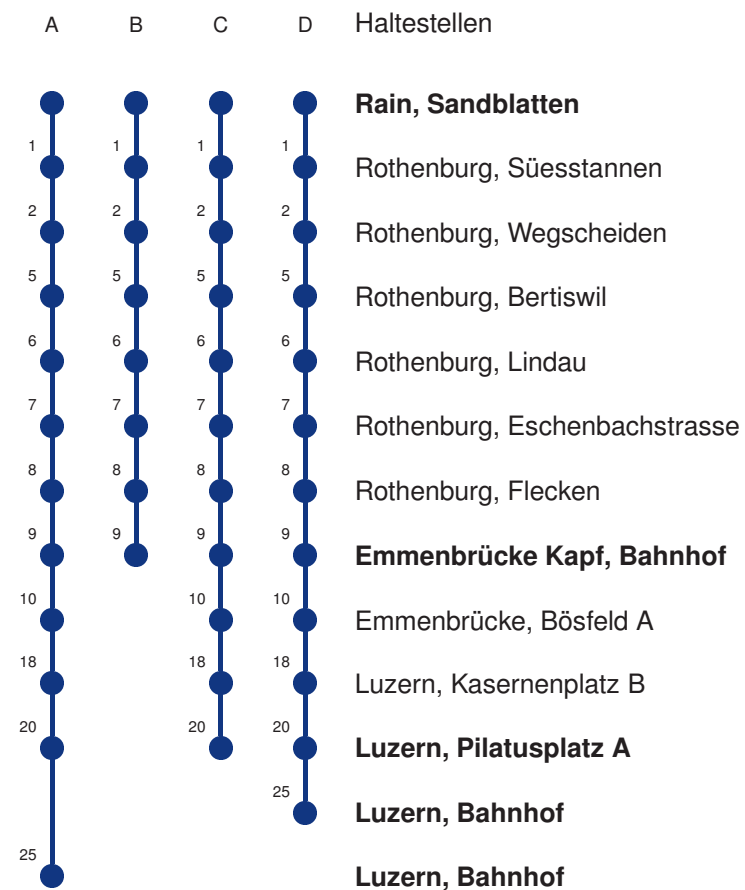 A B C D Haltestellen
Rain, Sandblatten
1 1 1 1 Rothenburg, Süesstannen
2 2 2 2 Rothenburg, Wegscheiden
5 5 5 5 Rothenburg, Bertiswil
6 6 6 6 Rothenburg, Lindau
7 7 7 7 Rothenburg, Eschenbachstrasse
8 8 8 8 Rothenburg, Flecken
9 9 9 9 Emmenbrücke Kapf, Bahnhof
10 10 10 Emmenbrücke, Bösfeld A
18 18 18 Luzern, Kasernenplatz B
20 20 20 Luzern, Pilatusplatz A
25 Luzern, Bahnhof
25 Luzern, Bahnhof